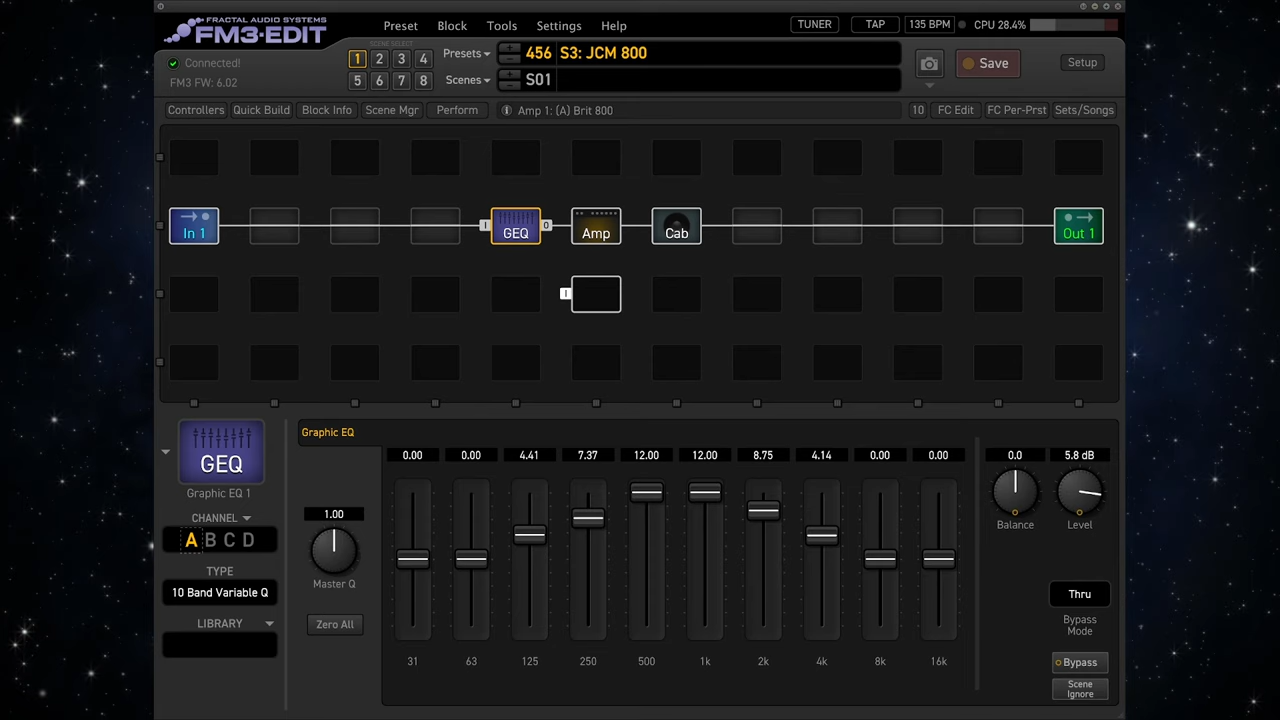 FRACTAL AUDIO SYSTEMS
FM3-EDIT
Preset Block Tools Settings Help
TUNER TAP 135 BPM CPU 28.4%
SCENE SELECT
1 2 3 4
5 6 7 8
Connected!
FM3 FW: 6.02
Presets 456 S3: JCM 800
Scenes S01
Save
Setup
Controllers Quick Build Block Info Scene Mgr Perform
Amp 1: (A) Brit 800
10 FC Edit FC Per-Prst Sets/Songs
In 1 I GEQ O Amp Cab Out 1
I
GEQ
Graphic EQ 1
CHANNEL
A B C D
TYPE
10 Band Variable Q
LIBRARY
Graphic EQ
1.00
Master Q
Zero All
0.00 0.00 4.41 7.37 12.00 12.00 8.75 4.14 0.00 0.00
31 63 125 250 500 1k 2k 4k 8k 16k
0.0 5.8 dB
Balance Level
Thru
Bypass
Mode
Bypass
Scene
Ignore